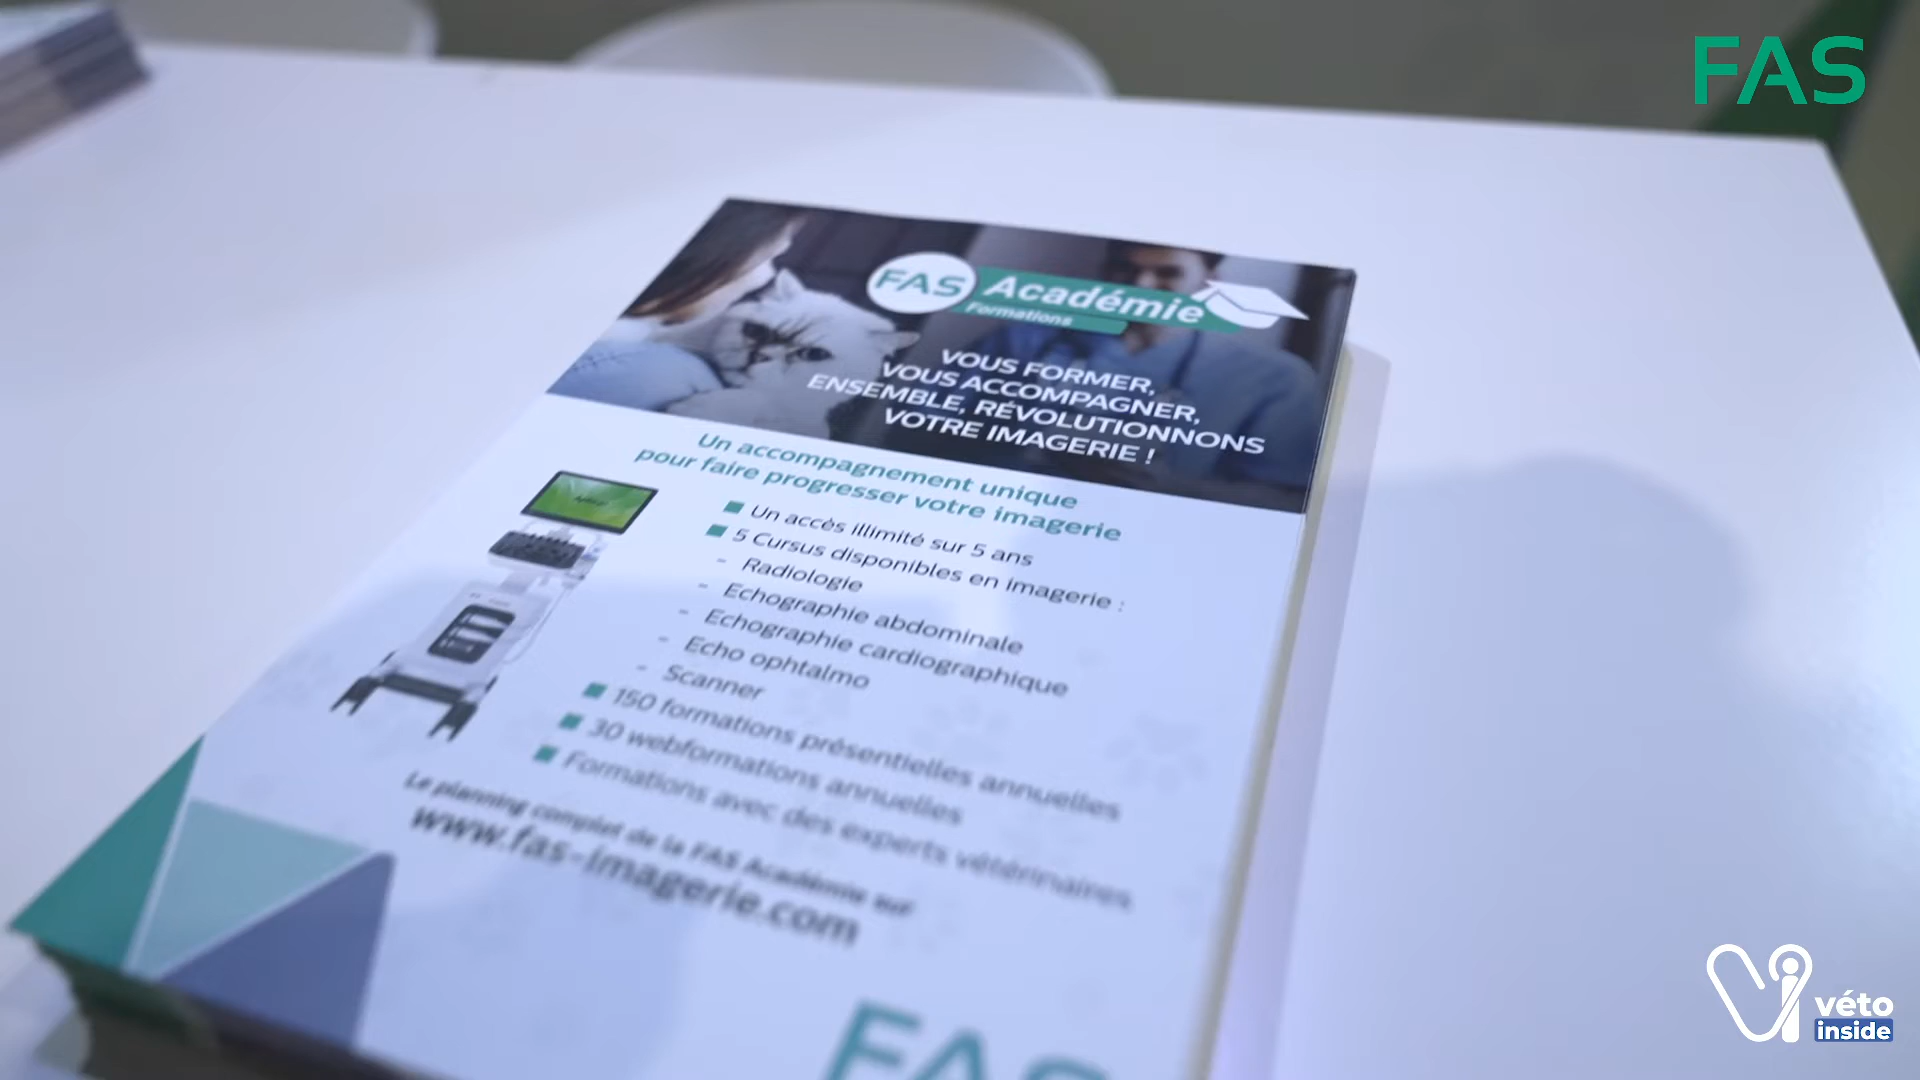 FAS
FAS Académie
Formations
VOUS FORMER,
VOUS ACCOMPAGNER,
ENSEMBLE, RÉVOLUTIONNONS
VOTRE IMAGERIE !
Un accompagnement unique
pour faire progresser votre imagerie
Un accès illimité sur 5 ans
5 Cursus disponibles en imagerie :
- Radiologie
- Echographie abdominale
- Echographie cardiographique
- Echo ophtalmo
- Scanner
150 formations présentielles annuelles
30 webformations annuelles
Formations avec des experts vétérinaires
Le planning complet de la FAS Académie sur
www.fas-imagerie.com
FAS
véto
inside